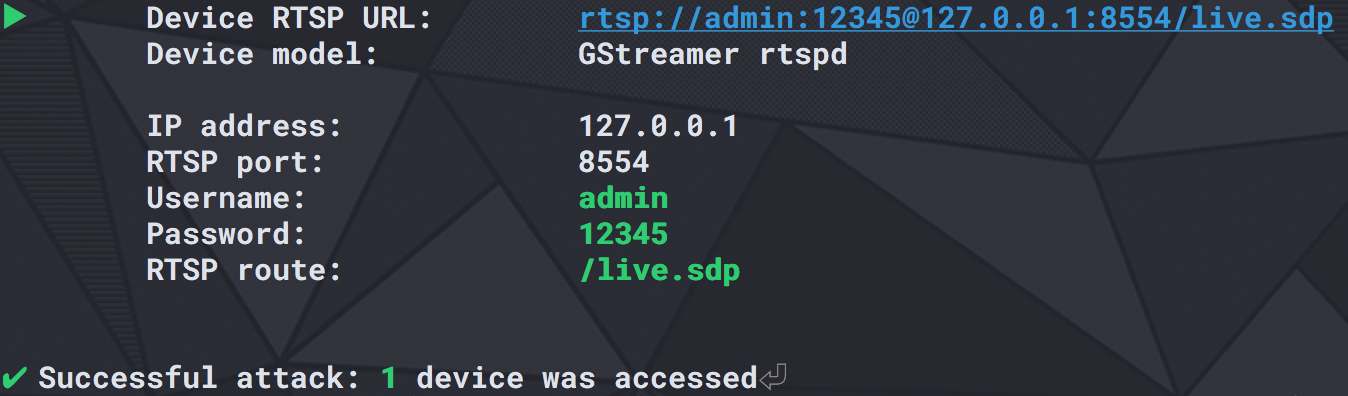 Device RTSP URL: rtsp://admin:12345@127.0.0.1:8554/live.sdp
Device model: GStreamer rtspd
IP address: 127.0.0.1
RTSP port: 8554
Username: admin
Password: 12345
RTSP route: /live.sdp
✔ Successful attack: 1 device was accessed